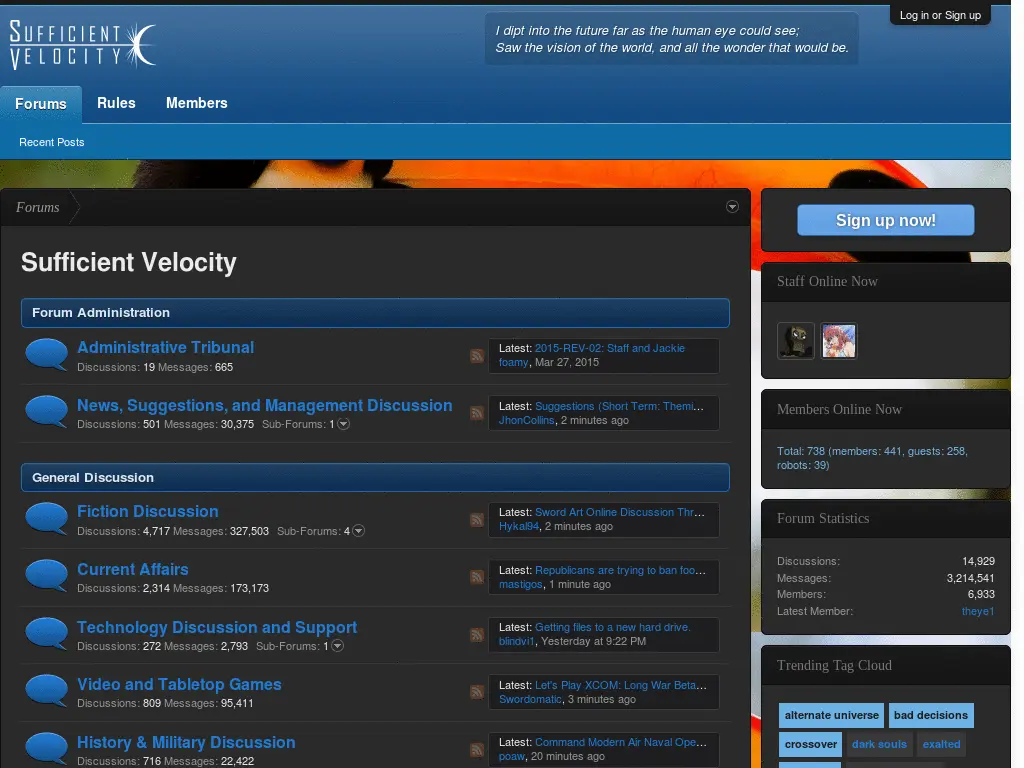 Log in or Sign up
SUFFICIENT
VELOCITY
I dipt into the future far as the human eye could see;
Saw the vision of the world, and all the wonder that would be.
Forums
Rules
Members
Recent Posts
Forums
Sufficient Velocity
Forum Administration
Administrative Tribunal
Discussions: 19 Messages: 665
Latest: 2015-REV-02: Staff and Jackie
foamy, Mar 27, 2015
News, Suggestions, and Management Discussion
Discussions: 501 Messages: 30,375 Sub-Forums: 1
Latest: Suggestions (Short Term: Themi...
JhonCollins, 2 minutes ago
General Discussion
Fiction Discussion
Discussions: 4,717 Messages: 327,503 Sub-Forums: 4
Latest: Sword Art Online Discussion Thr...
Hykal94, 2 minutes ago
Current Affairs
Discussions: 2,314 Messages: 173,173
Latest: Republicans are trying to ban foo...
mastigos, 1 minute ago
Technology Discussion and Support
Discussions: 272 Messages: 2,793 Sub-Forums: 1
Latest: Getting files to a new hard drive.
blindvi1, Yesterday at 9:22 PM
Video and Tabletop Games
Discussions: 809 Messages: 95,411
Latest: Let's Play XCOM: Long War Beta...
Swordomatic, 3 minutes ago
History & Military Discussion
Discussions: 716 Messages: 22,422
Latest: Command Modern Air Naval Ope...
poaw, 20 minutes ago
Sign up now!
Staff Online Now
Members Online Now
Total: 738 (members: 441, guests: 258,
robots: 39)
Forum Statistics
Discussions: 14,929
Messages: 3,214,541
Members: 6,933
Latest Member: theye1
Trending Tag Cloud
alternate universe bad decisions
crossover dark souls exalted